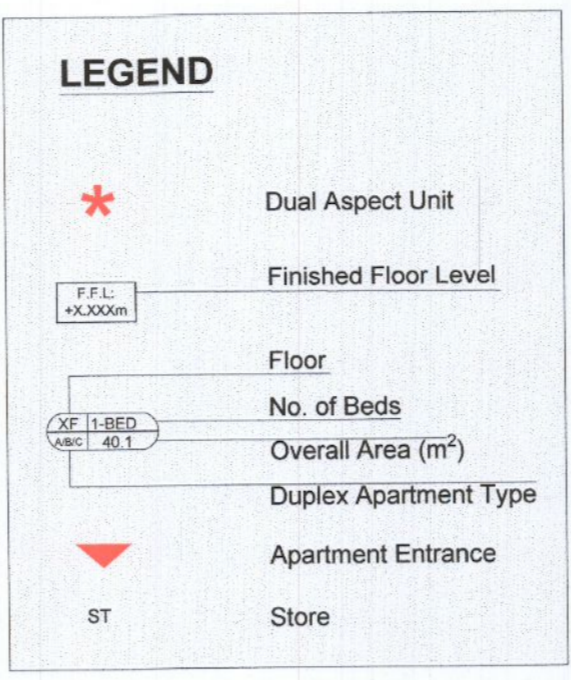 LEGEND
* Dual Aspect Unit
Finished Floor Level
F.F.L:
+X.XXXm
Floor
No. of Beds
XF 1-BED
A/B/C 40.1
Overall Area (m²)
Duplex Apartment Type
Apartment Entrance
ST Store